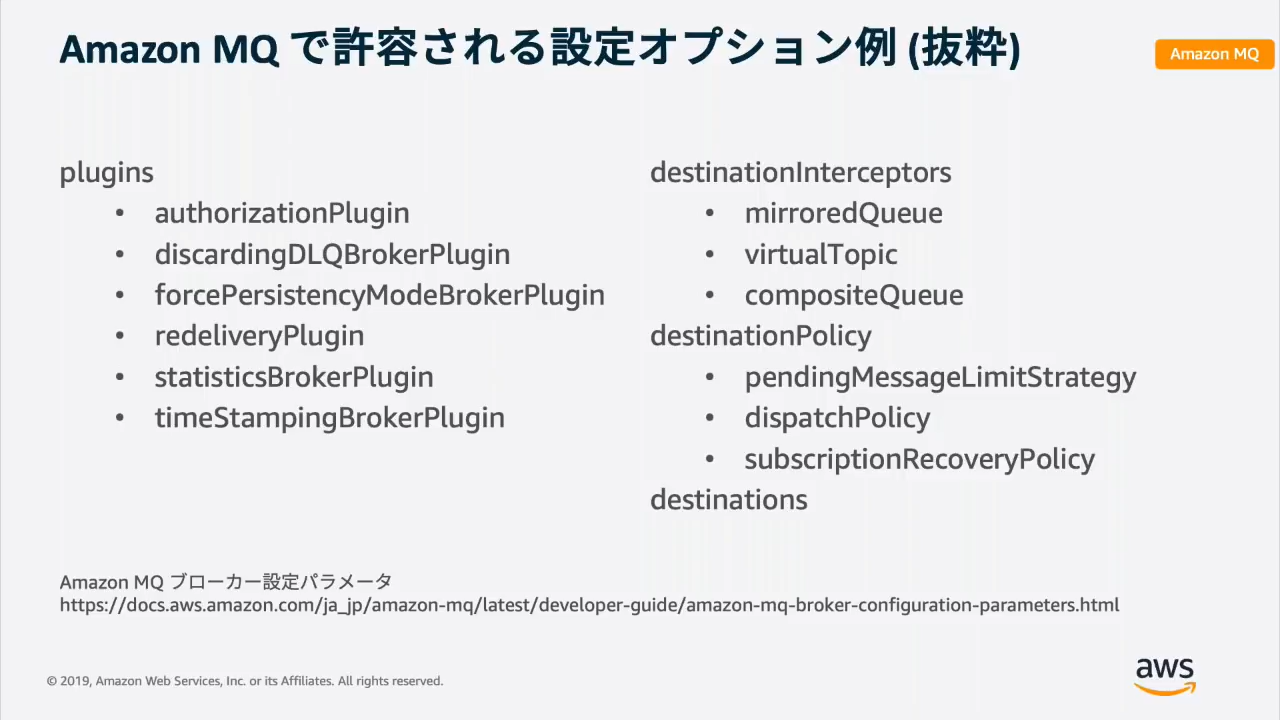 Amazon MQ で許容される設定オプション例 (抜粋)
Amazon MQ
plugins
• authorizationPlugin
• discardingDLQBrokerPlugin
• forcePersistencyModeBrokerPlugin
• redeliveryPlugin
• statisticsBrokerPlugin
• timeStampingBrokerPlugin
destinationInterceptors
• mirroredQueue
• virtualTopic
• compositeQueue
destinationPolicy
• pendingMessageLimitStrategy
• dispatchPolicy
• subscriptionRecoveryPolicy
destinations
Amazon MQ ブローカー設定パラメータ
https://docs.aws.amazon.com/ja_jp/amazon-mq/latest/developer-guide/amazon-mq-broker-configuration-parameters.html
© 2019, Amazon Web Services, Inc. or its Affiliates. All rights reserved.
aws